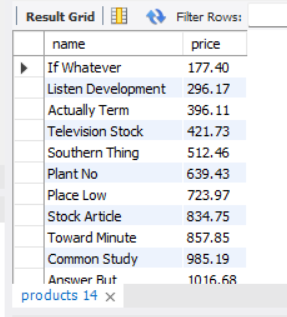 Result Grid Filter Rows:
name price
If Whatever 177.40
Listen Development 296.17
Actually Term 396.11
Television Stock 421.73
Southern Thing 512.46
Plant No 639.43
Place Low 723.97
Stock Article 834.75
Toward Minute 857.85
Common Study 985.19
Answer But 1016.68
products 14 ×